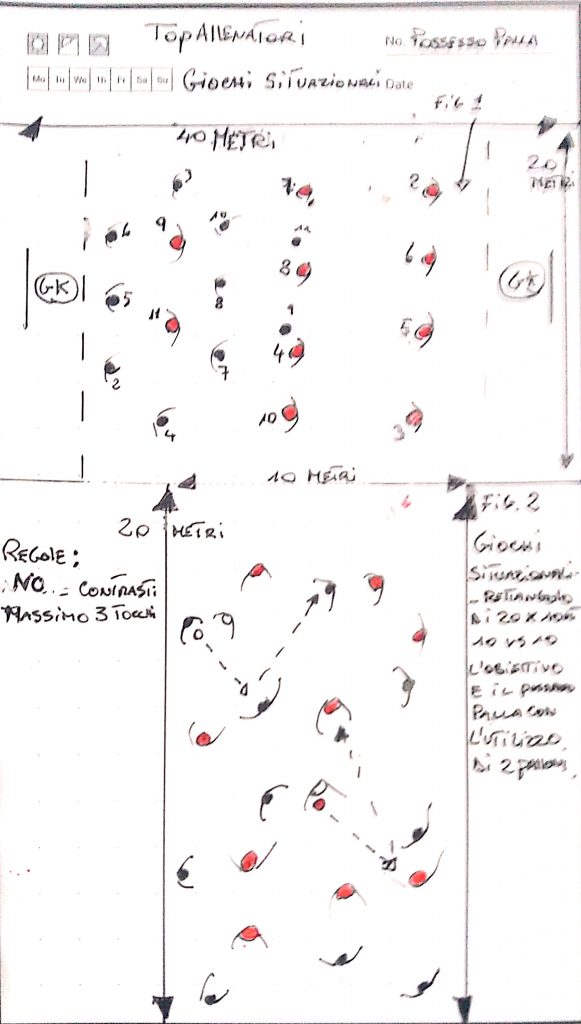 TopAllenatori
No. Possesso Palla
Mo Tu We Th Fr Sa Su
Giochi Situazionali Date
Fig 1
40 Metri
20
Metri
3
7
2
6
9
10
11
6
GK
8
GK
5
8
11
9
5
4
7
2
10
4
3
10 Metri
20 Metri
Fig. 2
Regole:
NO - Contrasti
Massimo 3 Tocchi
Giochi
Situazionali-
- Rettangolo
di 20 x 10
10 vs 10
L'obiettivo
e il possesso
Palla con
L'utilizzo
di 2 palloni